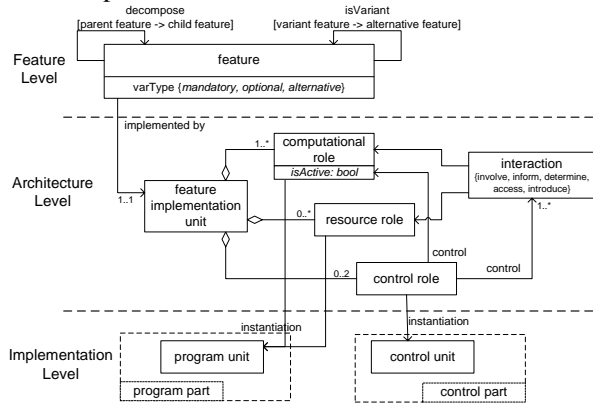 decompose
[parent feature -> child feature]
isVariant
[variant feature -> alternative feature]
Feature
Level
feature
varType {mandatory, optional, alternative}
implemented by
Architecture
Level
1..*
computational
role
isActive: bool
interaction
{involve, inform, determine,
access, introduce}
1..1
feature
implementation
unit
0..*
resource role
1..*
control
0..2
control role
control
instantiation
instantiation
Implementation
Level
program unit
control unit
program part
control part